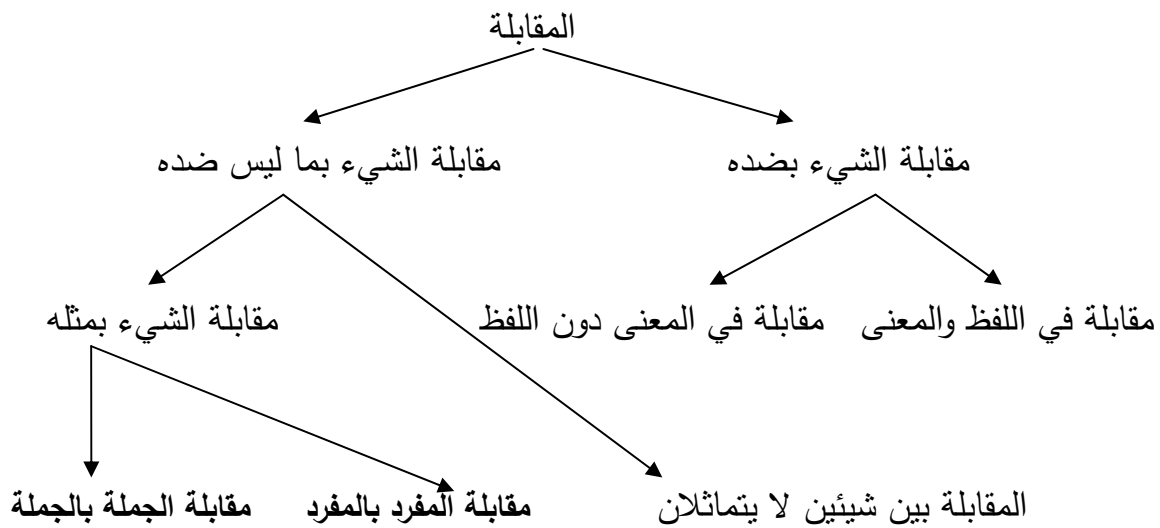 المقابلة
مقابلة الشيء بضده
مقابلة الشيء بما ليس ضده
مقابلة في اللفظ والمعنى
مقابلة في المعنى دون اللفظ
مقابلة الشيء بمثله
المقابلة بين شيئين لا يتماثلان
مقابلة المفرد بالمفرد
مقابلة الجملة بالجملة